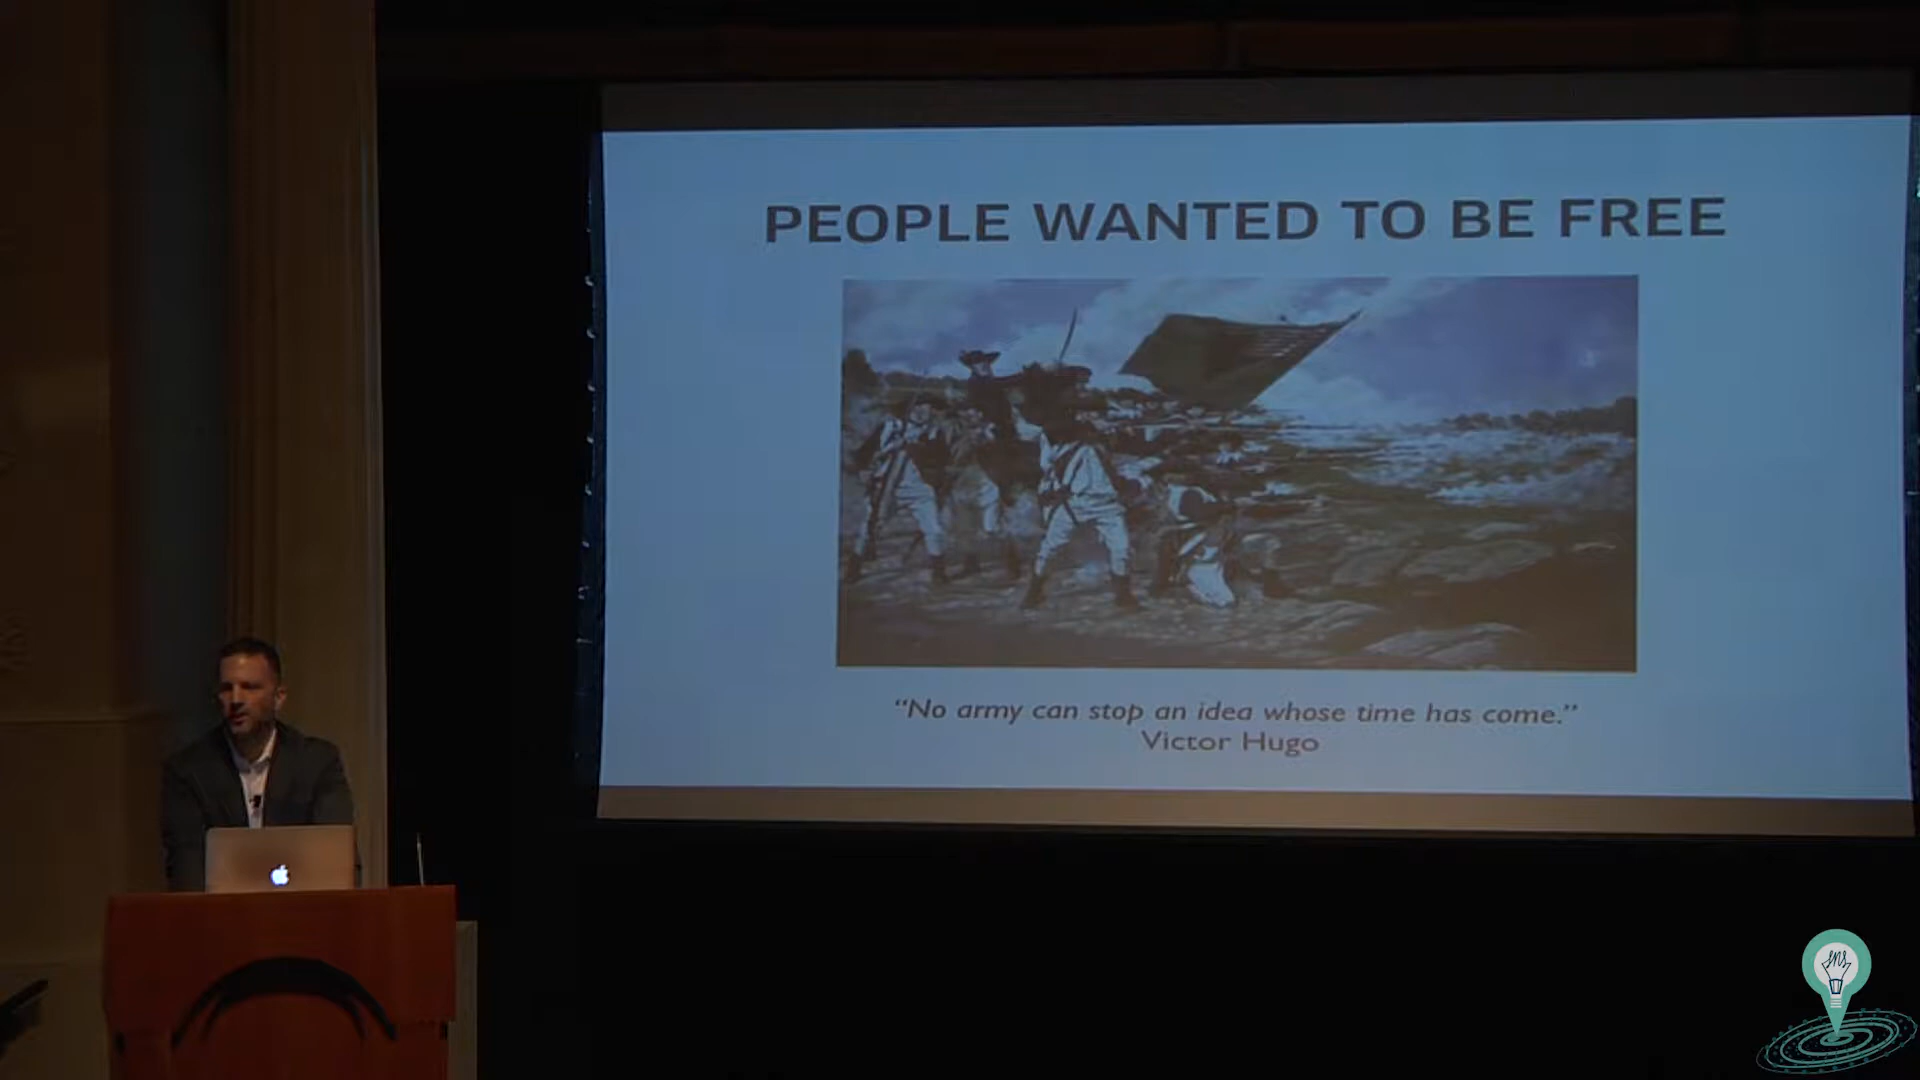 PEOPLE WANTED TO BE FREE
“No army can stop an idea whose time has come.”
Victor Hugo